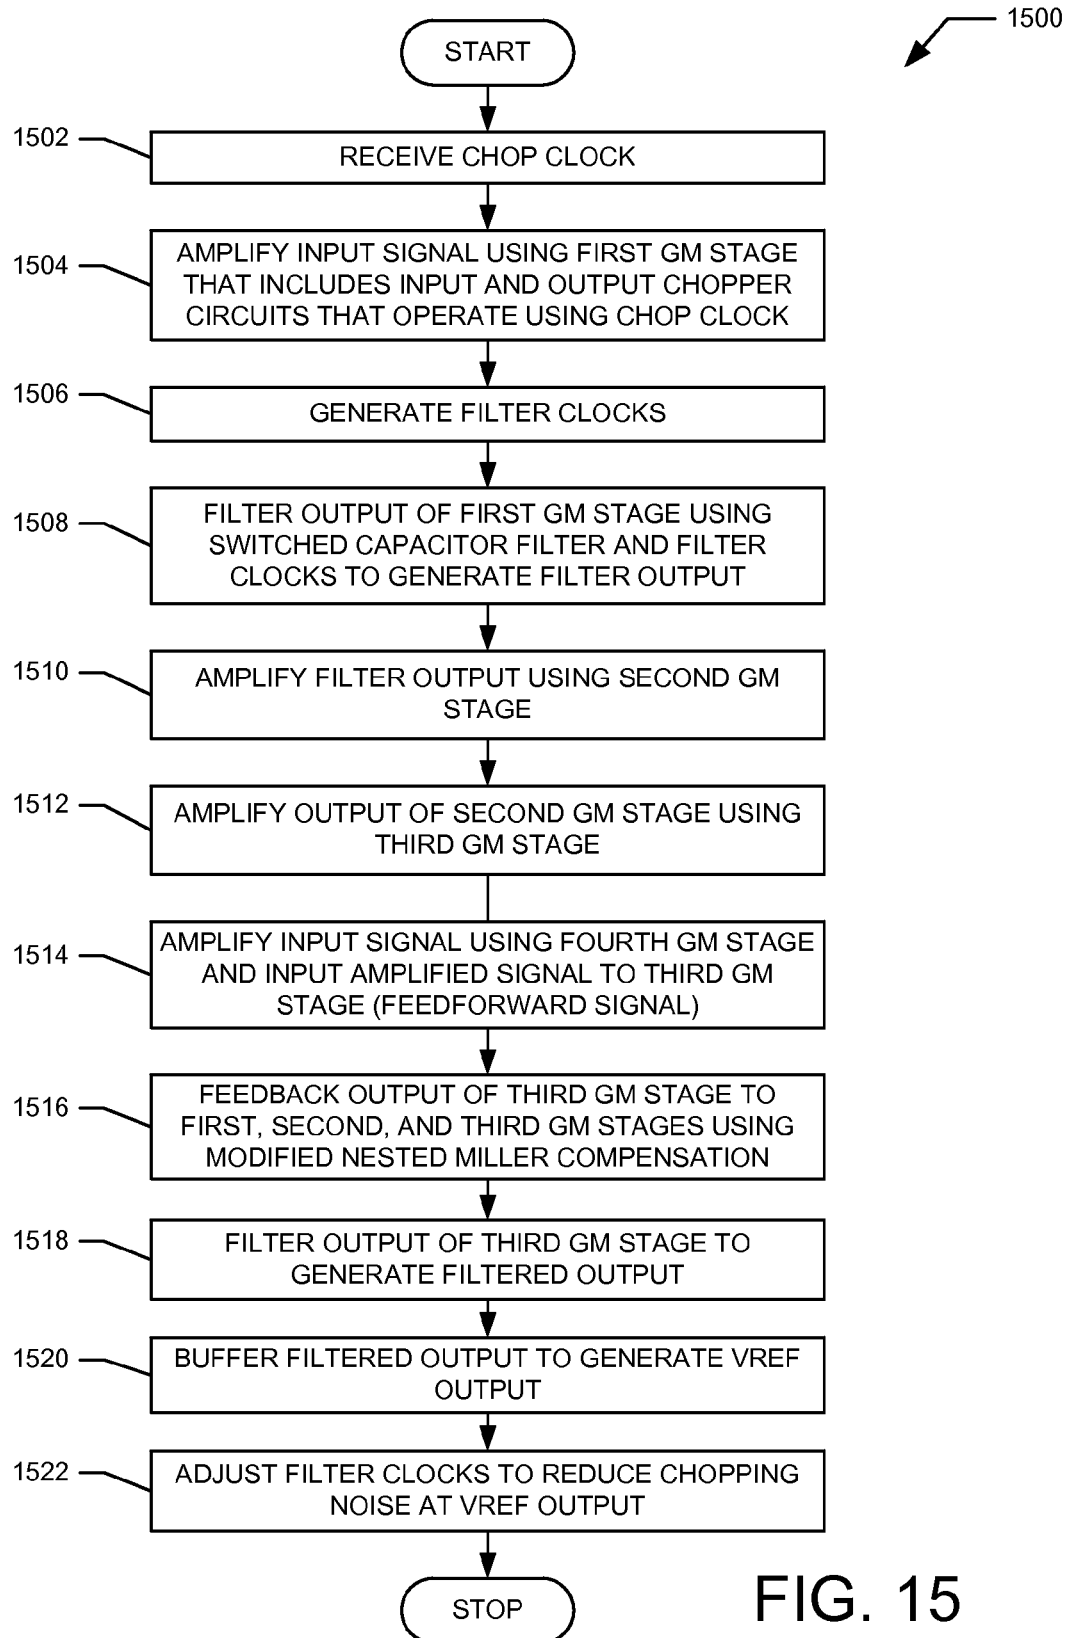 1500
START
1502
RECEIVE CHOP CLOCK
1504
AMPLIFY INPUT SIGNAL USING FIRST GM STAGE
THAT INCLUDES INPUT AND OUTPUT CHOPPER
CIRCUITS THAT OPERATE USING CHOP CLOCK
1506
GENERATE FILTER CLOCKS
1508
FILTER OUTPUT OF FIRST GM STAGE USING
SWITCHED CAPACITOR FILTER AND FILTER
CLOCKS TO GENERATE FILTER OUTPUT
1510
AMPLIFY FILTER OUTPUT USING SECOND GM
STAGE
1512
AMPLIFY OUTPUT OF SECOND GM STAGE USING
THIRD GM STAGE
1514
AMPLIFY INPUT SIGNAL USING FOURTH GM STAGE
AND INPUT AMPLIFIED SIGNAL TO THIRD GM
STAGE (FEEDFORWARD SIGNAL)
1516
FEEDBACK OUTPUT OF THIRD GM STAGE TO
FIRST, SECOND, AND THIRD GM STAGES USING
MODIFIED NESTED MILLER COMPENSATION
1518
FILTER OUTPUT OF THIRD GM STAGE TO
GENERATE FILTERED OUTPUT
1520
BUFFER FILTERED OUTPUT TO GENERATE VREF
OUTPUT
1522
ADJUST FILTER CLOCKS TO REDUCE CHOPPING
NOISE AT VREF OUTPUT
STOP
FIG. 15